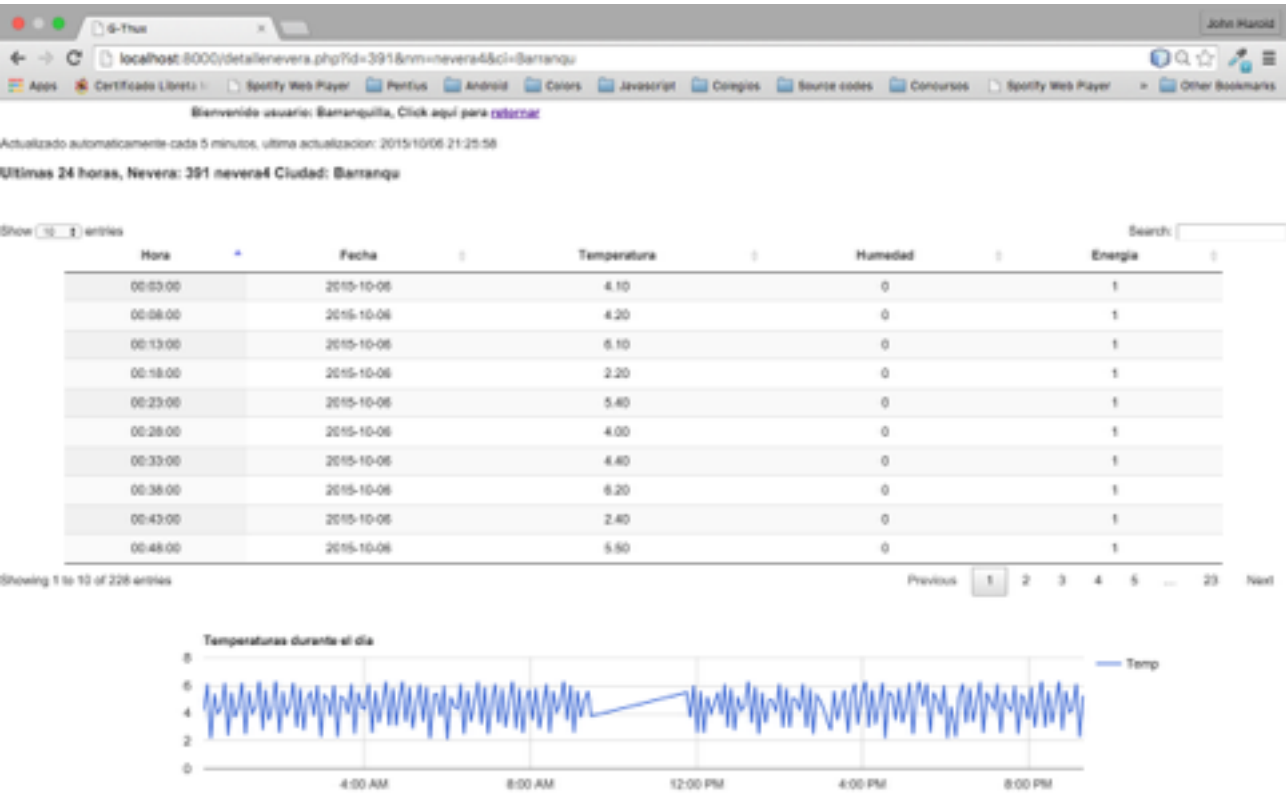 G-Thux
John Harold
localhost:8000/detallenevera.php?id=391&nm=nevera4&ci=Barranqu
Apps Certificado Libreta Spotify Web Player Pentius Android Colors Javascript Colegios Source codes Concursos Spotify Web Player » Other Bookmarks
Bienvenido usuario: Barranquilla, Click aquí para retornar
Actualizado automaticamente cada 5 minutos, ultima actualizacion: 2015/10/06 21:25:58
Ultimas 24 horas, Nevera: 391 nevera4 Ciudad: Barranqu
Show 10 entries Search:
Hora Fecha Temperatura Humedad Energia
00:03:00 2015-10-06 4.10 0 1
00:08:00 2015-10-06 4.20 0 1
00:13:00 2015-10-06 6.10 0 1
00:18:00 2015-10-06 2.20 0 1
00:23:00 2015-10-06 5.40 0 1
00:28:00 2015-10-06 4.00 0 1
00:33:00 2015-10-06 4.40 0 1
00:38:00 2015-10-06 6.20 0 1
00:43:00 2015-10-06 2.40 0 1
00:48:00 2015-10-06 5.50 0 1
Showing 1 to 10 of 228 entries Previous 1 2 3 4 5 ... 23 Next
Temperaturas durante el dia
Temp
8
6
4
2
0
4:00 AM 8:00 AM 12:00 PM 4:00 PM 8:00 PM